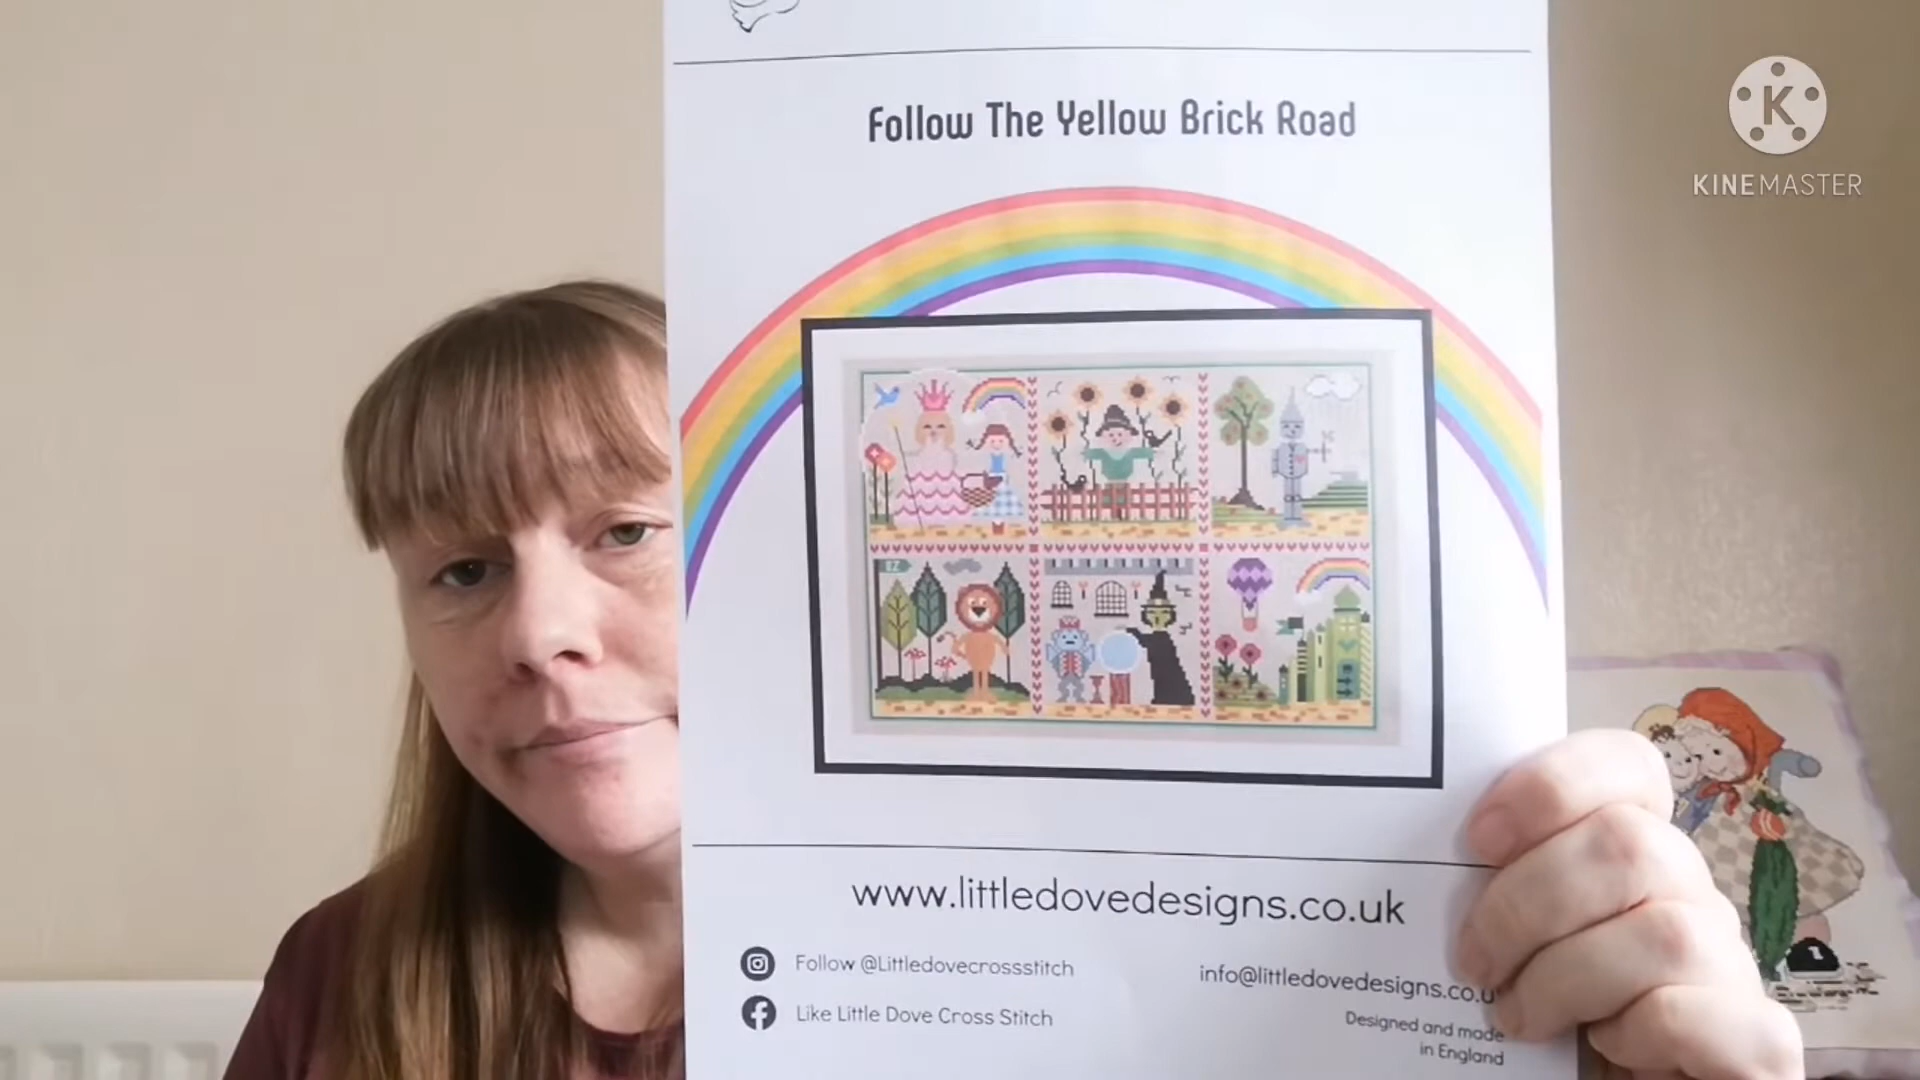 Follow The Yellow Brick Road
K
KINEMASTER
OZ
www.littledovedesigns.co.uk
Follow @Littledovecrossstitch
Like Little Dove Cross Stitch
info@littledovedesigns.co.u
Designed and made
in England